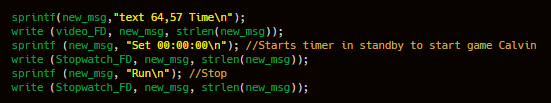 sprintf(new_msg,"text 64,57 Time\n");
write (video_FD, new_msg, strlen(new_msg));
sprintf (new_msg, "Set 00:00:00\n"); //Starts timer in standby to start game Calvin
write (Stopwatch_FD, new_msg, strlen(new_msg));
sprintf (new_msg, "Run\n"); //Stop
write (Stopwatch_FD, new_msg, strlen(new_msg));